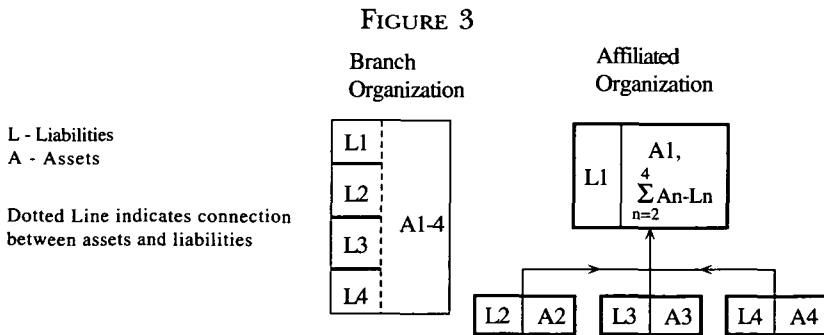 FIGURE 3
Branch
Organization
Affiliated
Organization
L - Liabilities
A - Assets
Dotted Line indicates connection
between assets and liabilities
L1
L2
L3
L4
A1-4
L1
A1,
4
∑ An-Ln
n=2
L2 A2 L3 A3 L4 A4